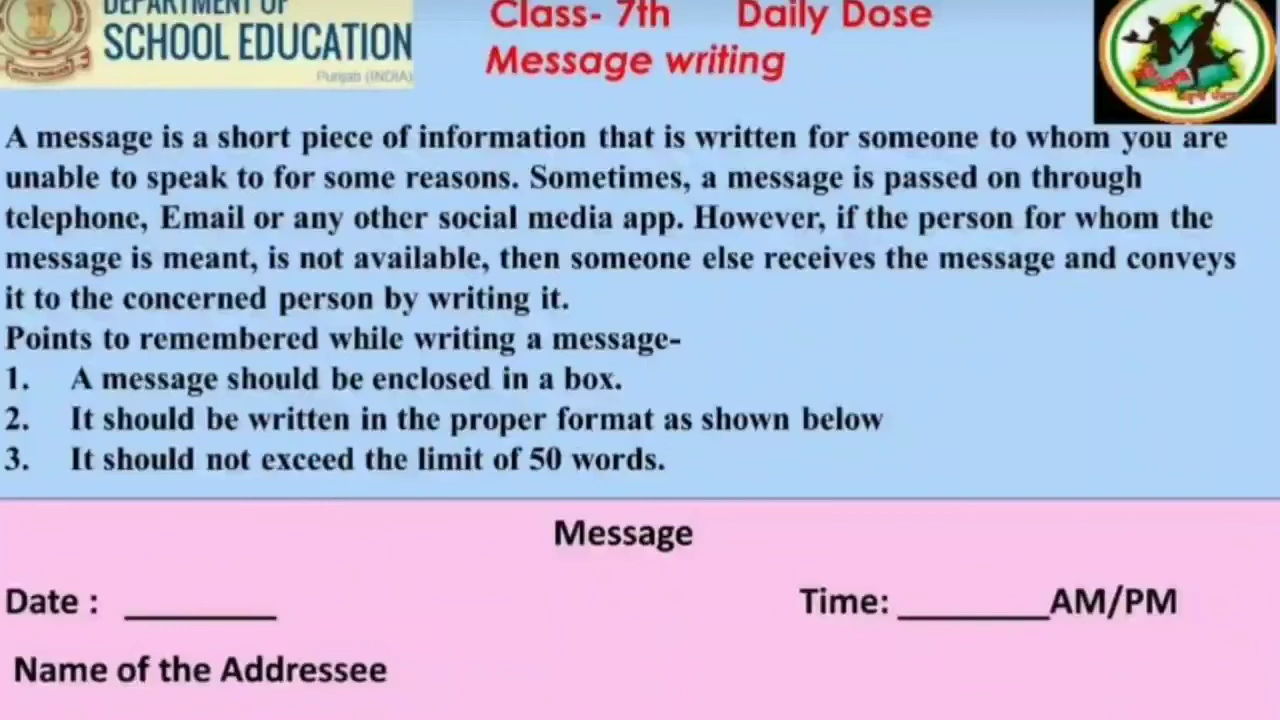 DEPARTMENT OF
SCHOOL EDUCATION
Punjab (INDIA)
Class- 7th Daily Dose
Message writing
A message is a short piece of information that is written for someone to whom you are
unable to speak to for some reasons. Sometimes, a message is passed on through
telephone, Email or any other social media app. However, if the person for whom the
message is meant, is not available, then someone else receives the message and conveys
it to the concerned person by writing it.
Points to remembered while writing a message-
1. A message should be enclosed in a box.
2. It should be written in the proper format as shown below
3. It should not exceed the limit of 50 words.
Message
Date : ________ Time: ________AM/PM
Name of the Addressee